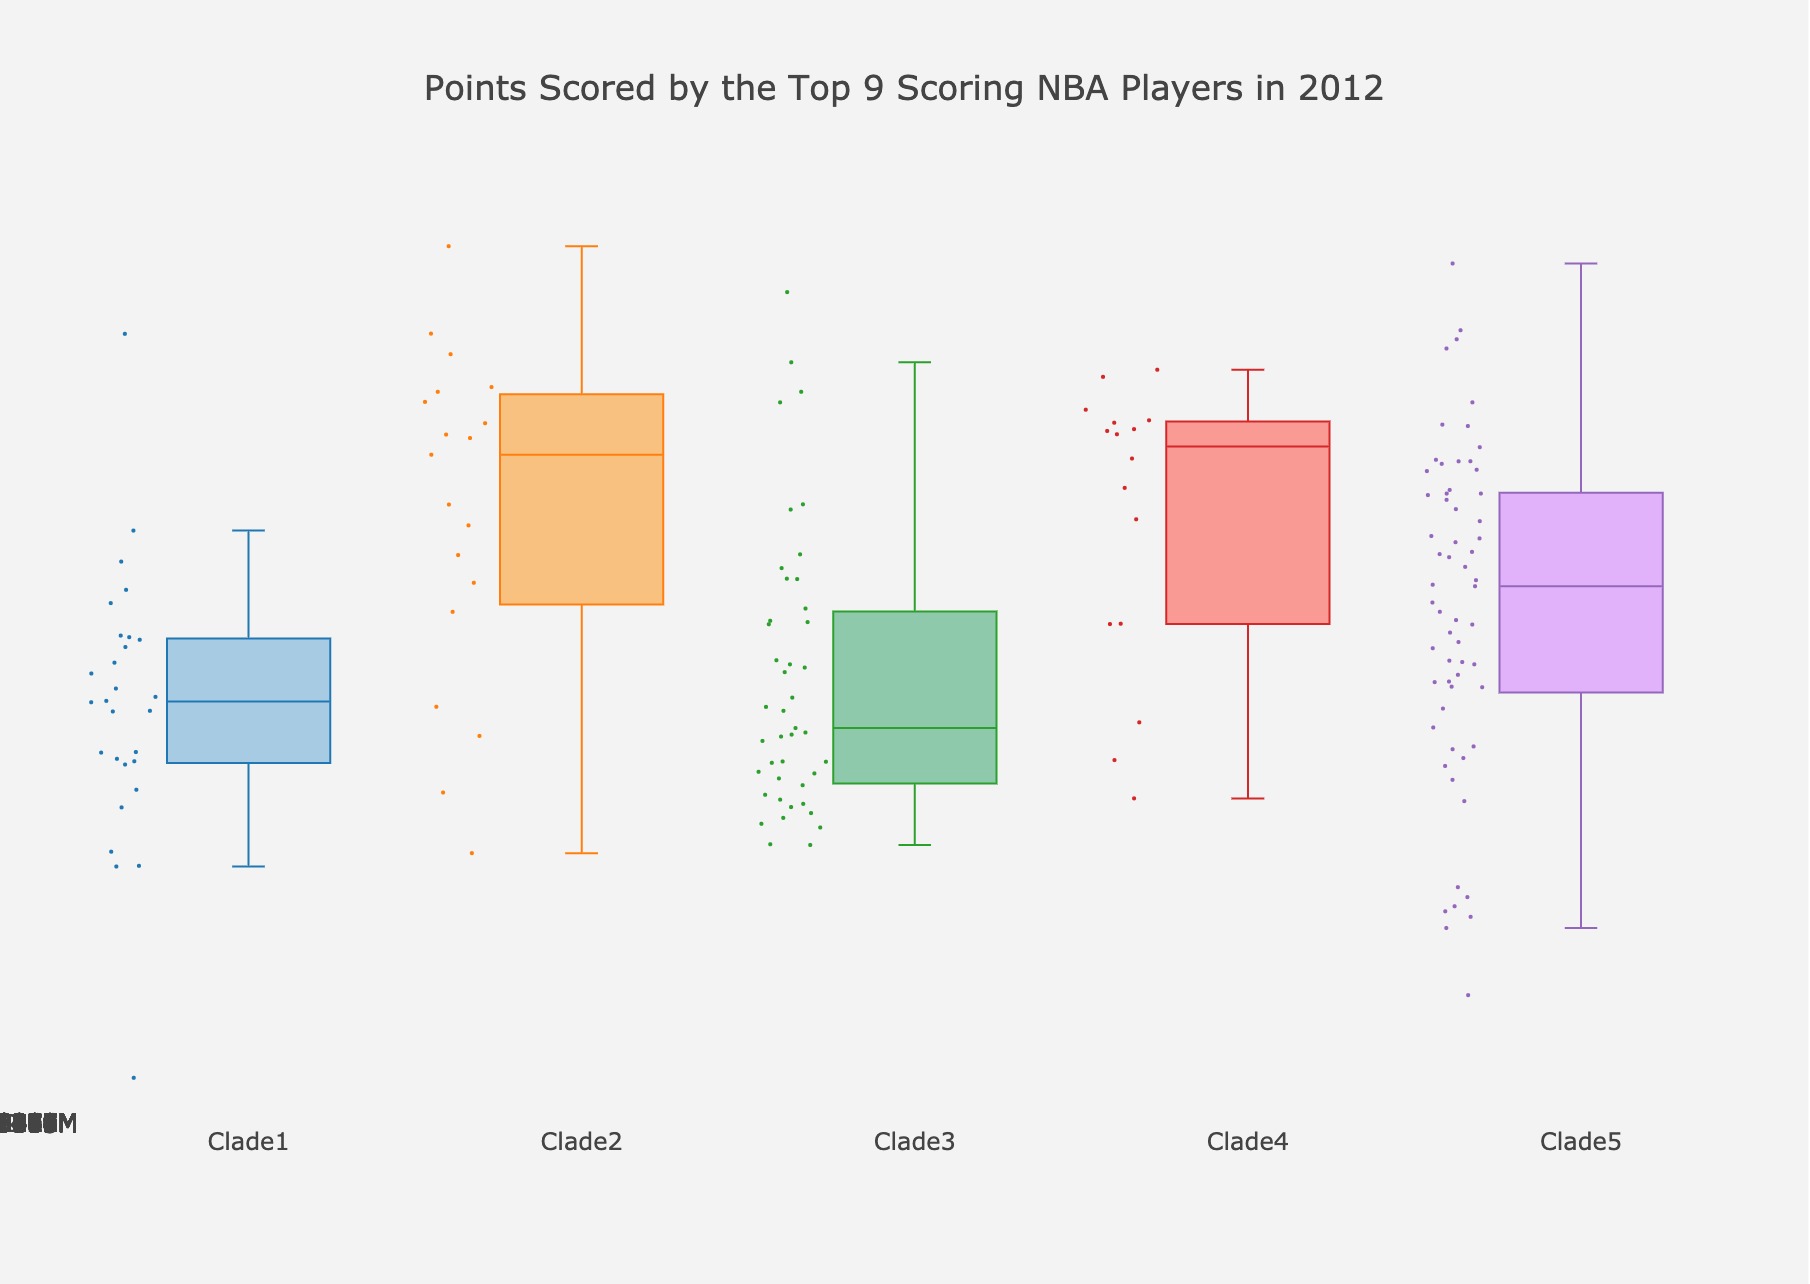 Points Scored by the Top 9 Scoring NBA Players in 2012
Clade1
Clade2
Clade3
Clade4
Clade5